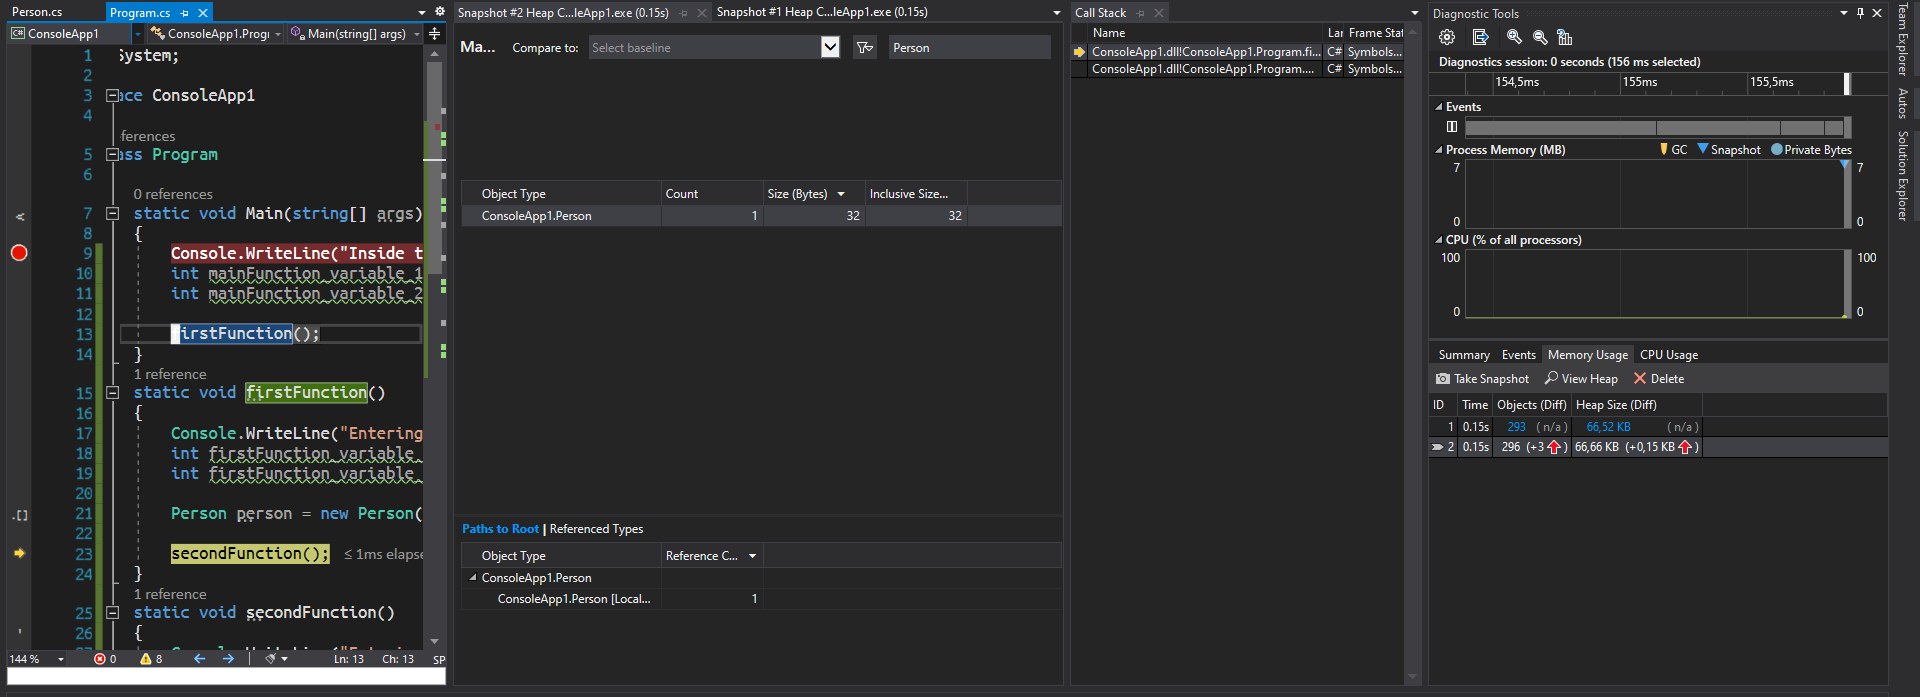 Person.cs
Program.cs
ConsoleApp1
ConsoleApp1.Progr
Main(string[] args)
1 System;
2
3 ace ConsoleApp1
4
ferences
5 ass Program
6
0 references
7 static void Main(string[] args)
8 {
9 Console.WriteLine("Inside t
10 int mainFunction_variable_1
11 int mainFunction_variable_2
12
13 firstFunction();
14 }
1 reference
15 static void firstFunction()
16 {
17 Console.WriteLine("Entering
18 int firstFunction_variable_
19 int firstFunction_variable_
20
21 Person person = new Person(
22
23 secondFunction(); ≤ 1ms elapse
24 }
1 reference
25 static void secondFunction()
26 {
144 %
0
8
Ln: 13
Ch: 13
SP
Snapshot #2 Heap C...leApp1.exe (0.15s)
Snapshot #1 Heap C...leApp1.exe (0.15s)
Ma...
Compare to:
Select baseline
Person
Object Type Count Size (Bytes) Inclusive Size...
ConsoleApp1.Person 1 32 32
Paths to Root | Referenced Types
Object Type Reference C...
ConsoleApp1.Person
ConsoleApp1.Person [Local... 1
Call Stack
Name Lar Frame Stat
ConsoleApp1.dll!ConsoleApp1.Program.fi... C# Symbols...
ConsoleApp1.dll!ConsoleApp1.Program.... C# Symbols...
Diagnostic Tools
Diagnostics session: 0 seconds (156 ms selected)
154,5ms 155ms 155,5ms
Events
Process Memory (MB) GC Snapshot Private Bytes
7 7
0 0
CPU (% of all processors)
100 100
0 0
Summary Events Memory Usage CPU Usage
Take Snapshot View Heap Delete
ID Time Objects (Diff) Heap Size (Diff)
1 0.15s 293 (n/a) 66,52 KB (n/a)
2 0.15s 296 (+3 ) 66,66 KB (+0,15 KB )
Team Explorer
Autos
Solution Explorer